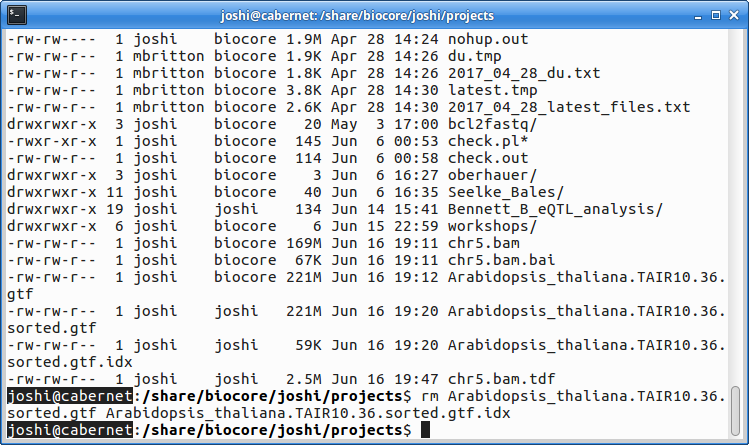 joshi@cabernet: /share/biocore/joshi/projects
-rw-rw----  1 joshi    biocore 1.9M Apr 28 14:24 nohup.out
-rw-rw-r--  1 mbritton biocore 1.9K Apr 28 14:26 du.tmp
-rw-rw-r--  1 mbritton biocore 1.8K Apr 28 14:26 2017_04_28_du.txt
-rw-rw-r--  1 mbritton biocore 3.8K Apr 28 14:30 latest.tmp
-rw-rw-r--  1 mbritton biocore 2.6K Apr 28 14:30 2017_04_28_latest_files.txt
drwxrwxr-x  3 joshi    biocore   20 May  3 17:00 bcl2fastq/
-rwxr-xr-x  1 joshi    biocore  145 Jun  6 00:53 check.pl*
-rw-rw-r--  1 joshi    biocore  114 Jun  6 00:58 check.out
drwxrwxr-x  3 joshi    biocore    3 Jun  6 16:27 oberhauer/
drwxrwxr-x 11 joshi    biocore   40 Jun  6 16:35 Seelke_Bales/
drwxrwxr-x 19 joshi    joshi    134 Jun 14 15:41 Bennett_B_eQTL_analysis/
drwxrwxr-x  6 joshi    biocore    6 Jun 15 22:59 workshops/
-rw-rw-r--  1 joshi    biocore 169M Jun 16 19:11 chr5.bam
-rw-rw-r--  1 joshi    biocore  67K Jun 16 19:11 chr5.bam.bai
-rw-rw-r--  1 joshi    biocore 221M Jun 16 19:12 Arabidopsis_thaliana.TAIR10.36.
gtf
-rw-rw-r--  1 joshi    joshi   221M Jun 16 19:20 Arabidopsis_thaliana.TAIR10.36.
sorted.gtf
-rw-rw-r--  1 joshi    joshi    59K Jun 16 19:20 Arabidopsis_thaliana.TAIR10.36.
sorted.gtf.idx
-rw-rw-r--  1 joshi    joshi   2.5M Jun 16 19:47 chr5.bam.tdf
joshi@cabernet:/share/biocore/joshi/projects$ rm Arabidopsis_thaliana.TAIR10.36.
sorted.gtf Arabidopsis_thaliana.TAIR10.36.sorted.gtf.idx
joshi@cabernet:/share/biocore/joshi/projects$